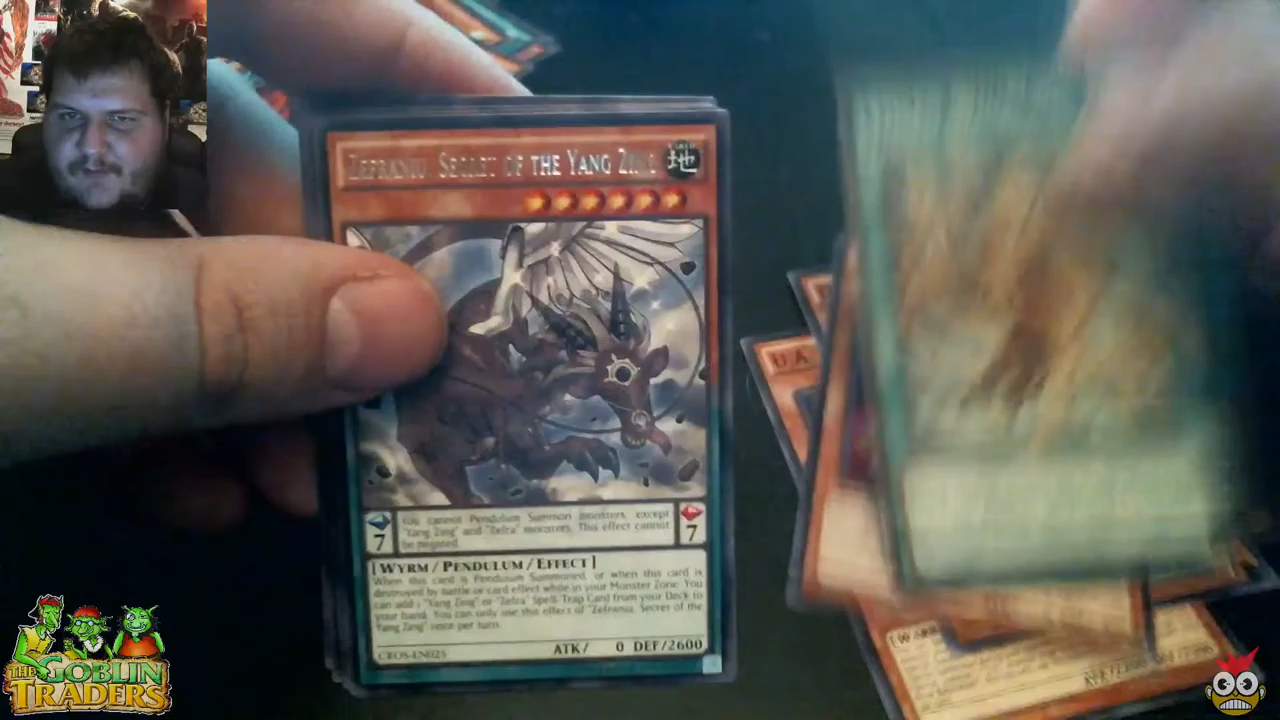 ZEFRANIU, SECRET OF THE YANG ZING
EARTH
地
You cannot Pendulum Summon monsters, except
"Yang Zing" and "Zefra" monsters. This effect cannot
be negated.
7
7
[WYRM / PENDULUM / EFFECT]
When this card is Pendulum Summoned, or when this card is
destroyed by battle or card effect while in your Monster Zone: You
can add 1 "Yang Zing" or "Zefra" Spell/Trap Card from your Deck to
your hand. You can only use this effect of "Zefraniu, Secret of the
Yang Zing" once per turn.
ATK/ 0 DEF/2600
CROS-EN025
U.A.
THE GOBLIN
TRADERS